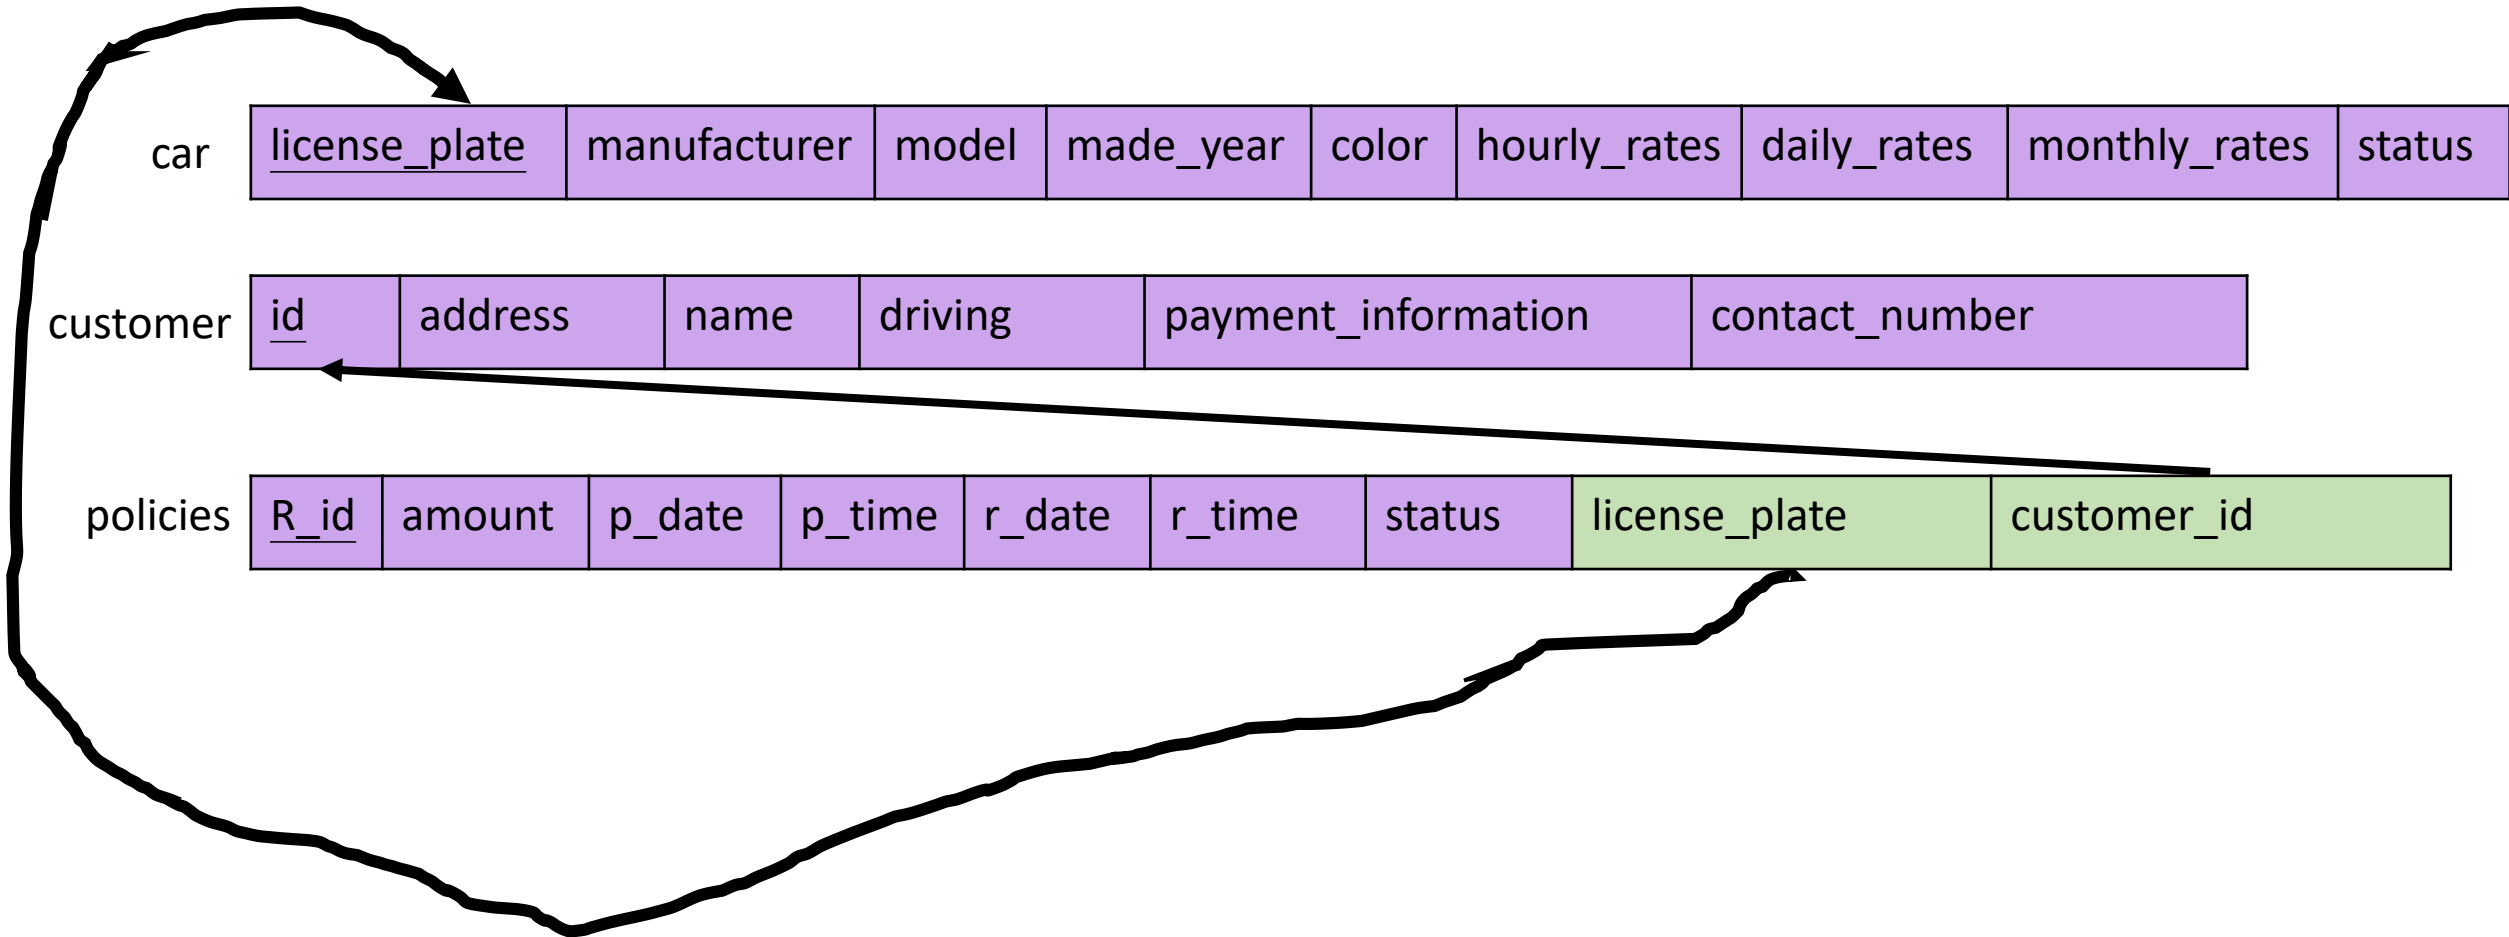 car license_plate manufacturer model made_year color hourly_rates daily_rates monthly_rates status
customer id address name driving payment_information contact_number
policies R_id amount p_date p_time r_date r_time status license_plate customer_id